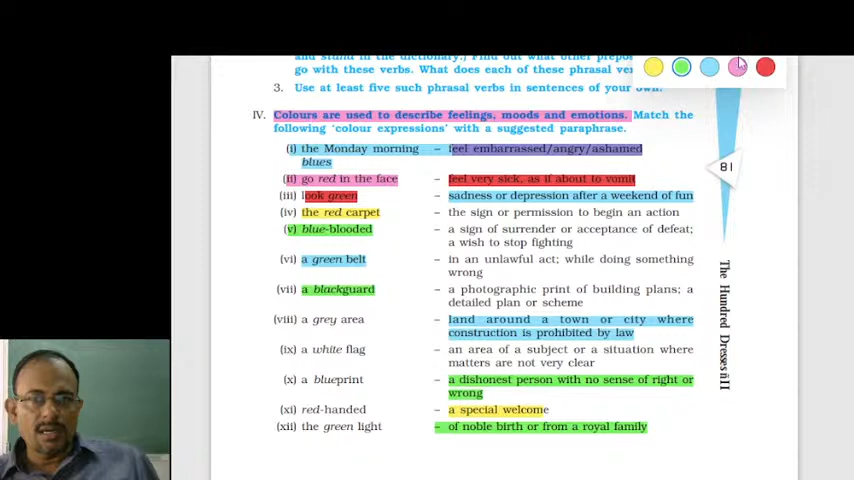 and stand in the dictionary.) Find out what other prepo
go with these verbs. What does each of these phrasal ver
3. Use at least five such phrasal verbs in sentences of your own.
IV. Colours are used to describe feelings, moods and emotions. Match the
following ‘colour expressions’ with a suggested paraphrase.
(i) the Monday morning – feel embarrassed/angry/ashamed
blues
(ii) go red in the face – feel very sick, as if about to vomit
(iii) look green – sadness or depression after a weekend of fun
(iv) the red carpet – the sign or permission to begin an action
(v) blue-blooded – a sign of surrender or acceptance of defeat;
a wish to stop fighting
(vi) a green belt – in an unlawful act; while doing something
wrong
(vii) a blackguard – a photographic print of building plans; a
detailed plan or scheme
(viii) a grey area – land around a town or city where
construction is prohibited by law
(ix) a white flag – an area of a subject or a situation where
matters are not very clear
(x) a blueprint – a dishonest person with no sense of right or
wrong
(xi) red-handed – a special welcome
(xii) the green light – of noble birth or from a royal family
81
The Hundred Dresses ñ II